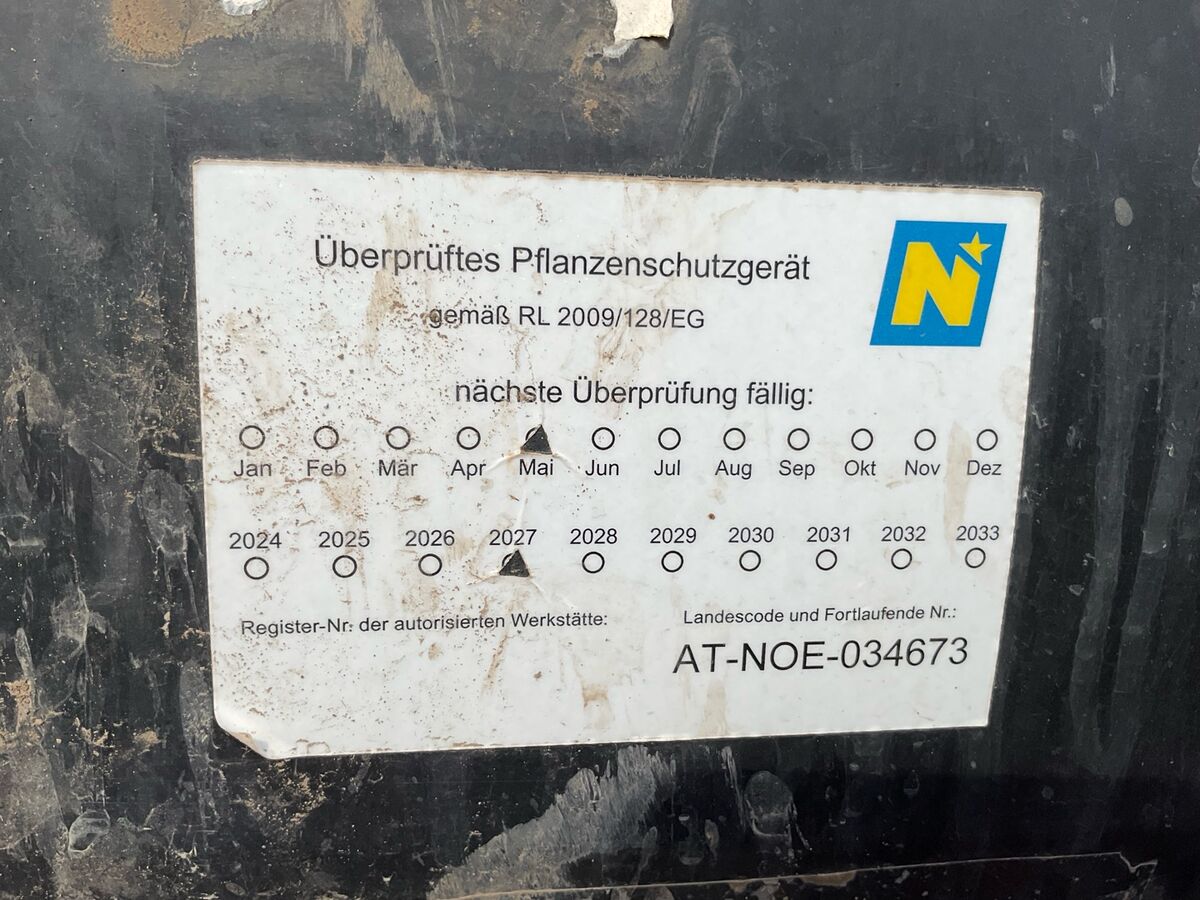 Überprüftes Pflanzenschutzgerät
gemäß RL 2009/128/EG
N
nächste Überprüfung fällig:
Jan Feb Mär Apr Mai Jun Jul Aug Sep Okt Nov Dez
2024 2025 2026 2027 2028 2029 2030 2031 2032 2033
Register-Nr. der autorisierten Werkstätte:
Landescode und Fortlaufende Nr.:
AT-NOE-034673